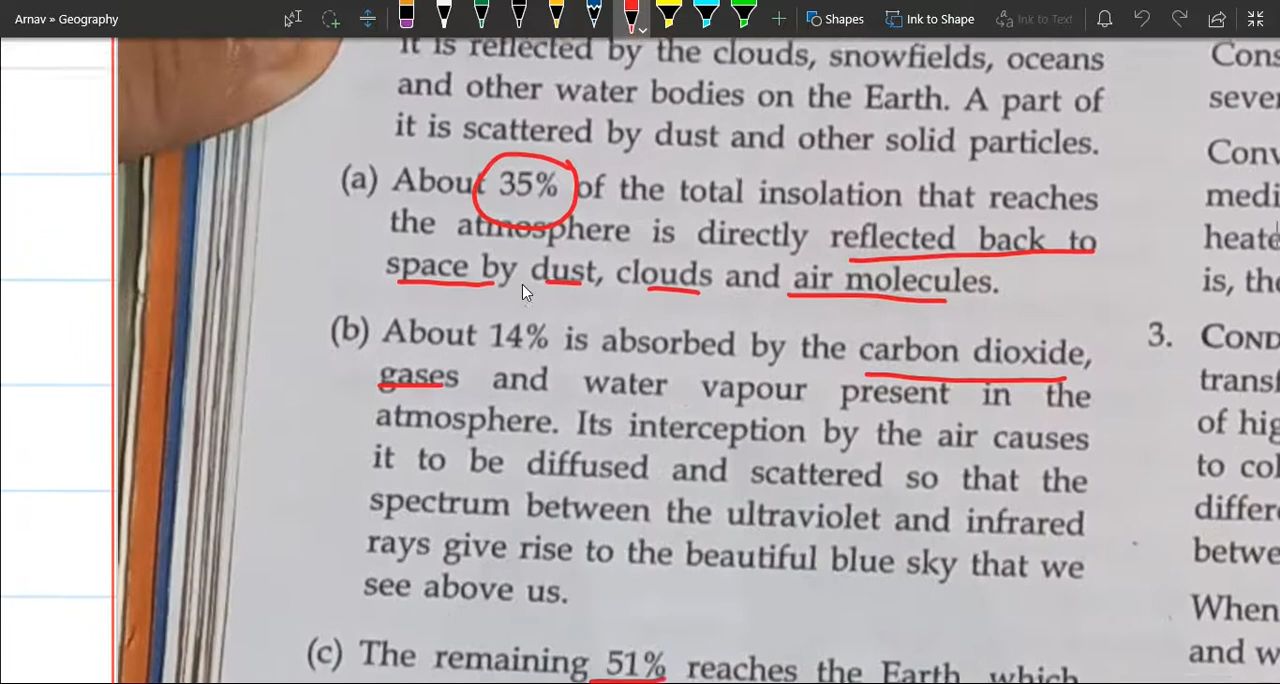 Arnav » Geography
Shapes
Ink to Shape
Ink to Text
it is reflected by the clouds, snowfields, oceans
and other water bodies on the Earth. A part of
it is scattered by dust and other solid particles.
(a) About 35% of the total insolation that reaches
the atmosphere is directly reflected back to
space by dust, clouds and air molecules.
(b) About 14% is absorbed by the carbon dioxide,
gases and water vapour present in the
atmosphere. Its interception by the air causes
it to be diffused and scattered so that the
spectrum between the ultraviolet and infrared
rays give rise to the beautiful blue sky that we
see above us.
(c) The remaining 51% reaches the Earth which
Cons
sever
Conv
medi
heate
is, the
3. COND
transf
of hig
to col
differ
betwe
When
and w